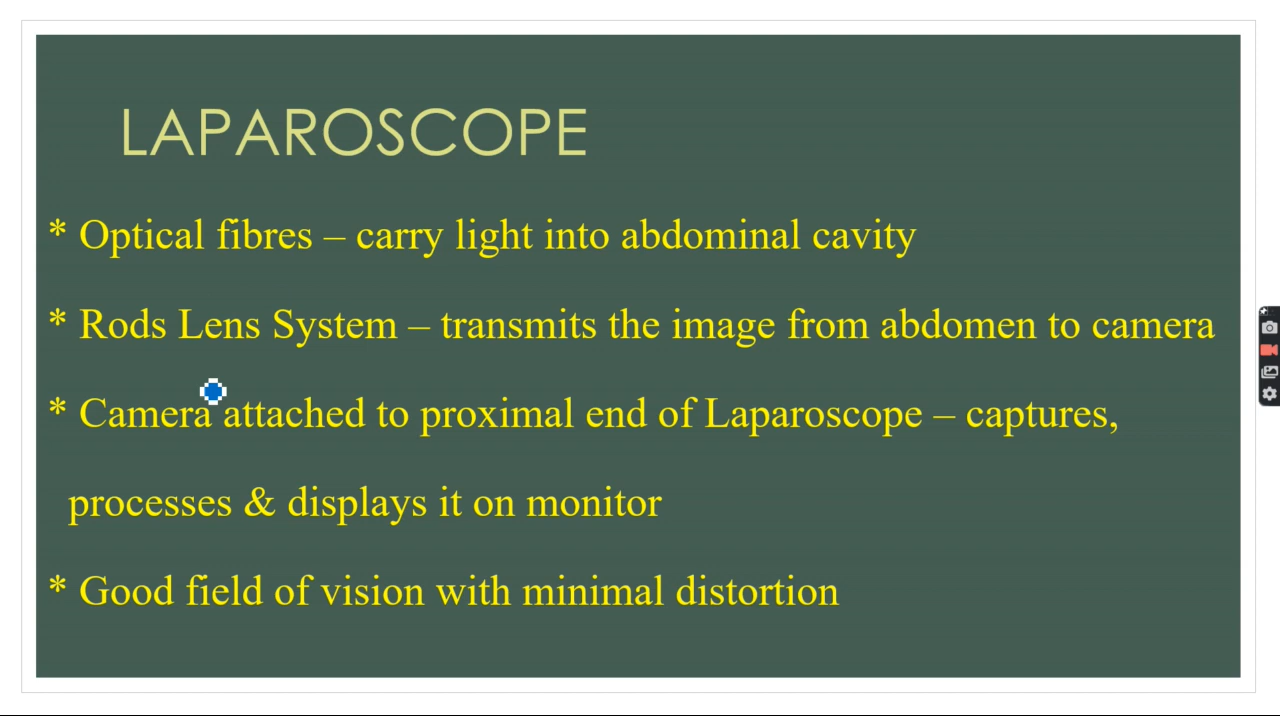 LAPAROSCOPE
* Optical fibres – carry light into abdominal cavity
* Rods Lens System – transmits the image from abdomen to camera
* Camera attached to proximal end of Laparoscope – captures,
processes & displays it on monitor
* Good field of vision with minimal distortion